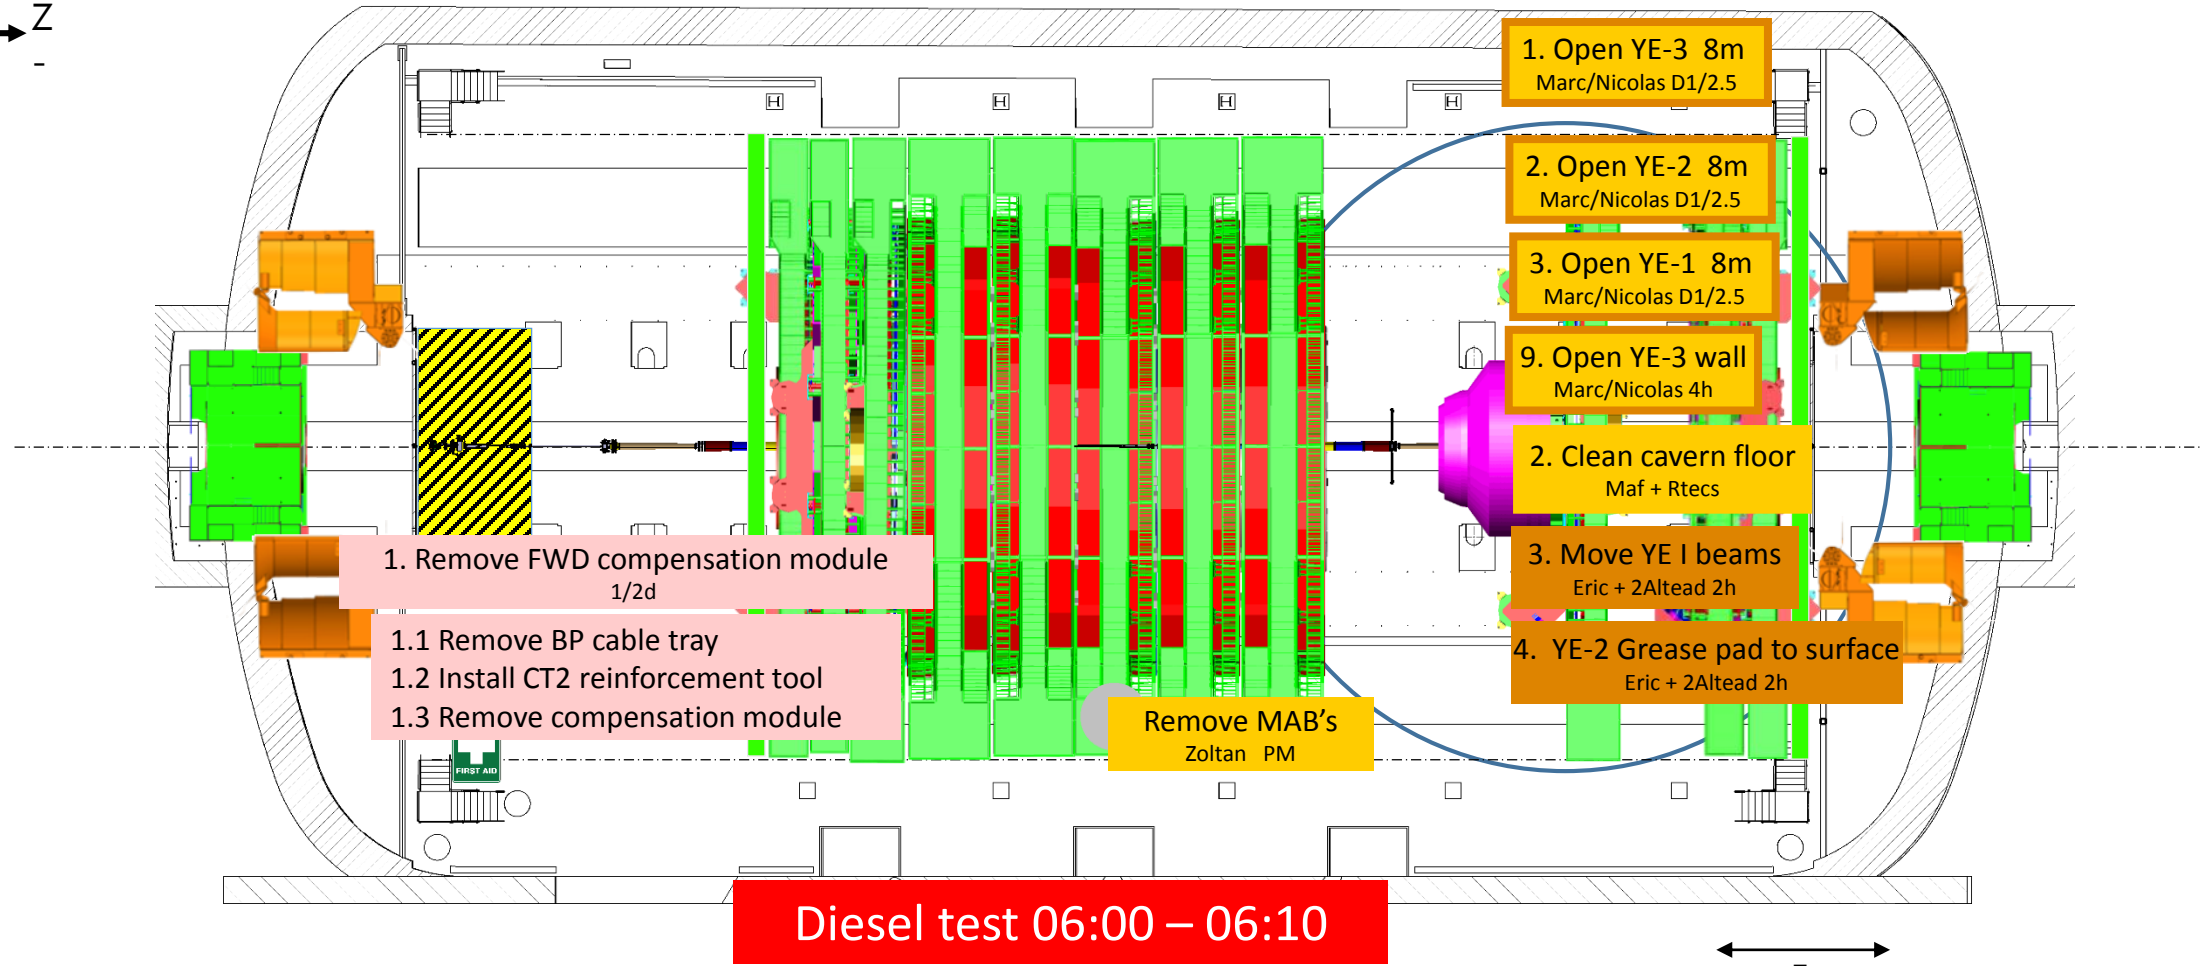 Z
-
1. Open YE-3 8m
Marc/Nicolas D1/2.5
H
H
H
H
2. Open YE-2 8m
Marc/Nicolas D1/2.5
3. Open YE-1 8m
Marc/Nicolas D1/2.5
9. Open YE-3 wall
Marc/Nicolas 4h
2. Clean cavern floor
Maf + Rtecs
3. Move YE I beams
Eric + 2Altead 2h
4. YE-2 Grease pad to surface
Eric + 2Altead 2h
1. Remove FWD compensation module
1/2d
1.1 Remove BP cable tray
1.2 Install CT2 reinforcement tool
1.3 Remove compensation module
Remove MAB's
Zoltan PM
FIRST AID
Diesel test 06:00 – 06:10